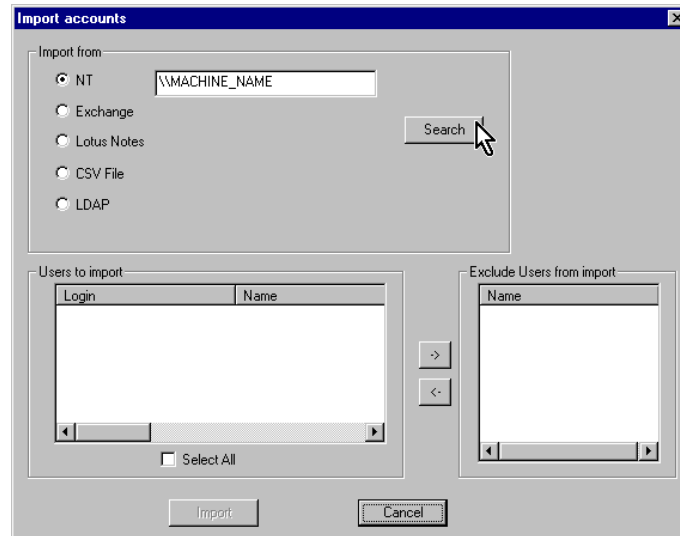 Import accounts
Import from
NT
\\MACHINE_NAME
Exchange
Lotus Notes
CSV File
LDAP
Search
Users to import
Login Name
Select All
->
<-
Exclude Users from import
Name
Import
Cancel